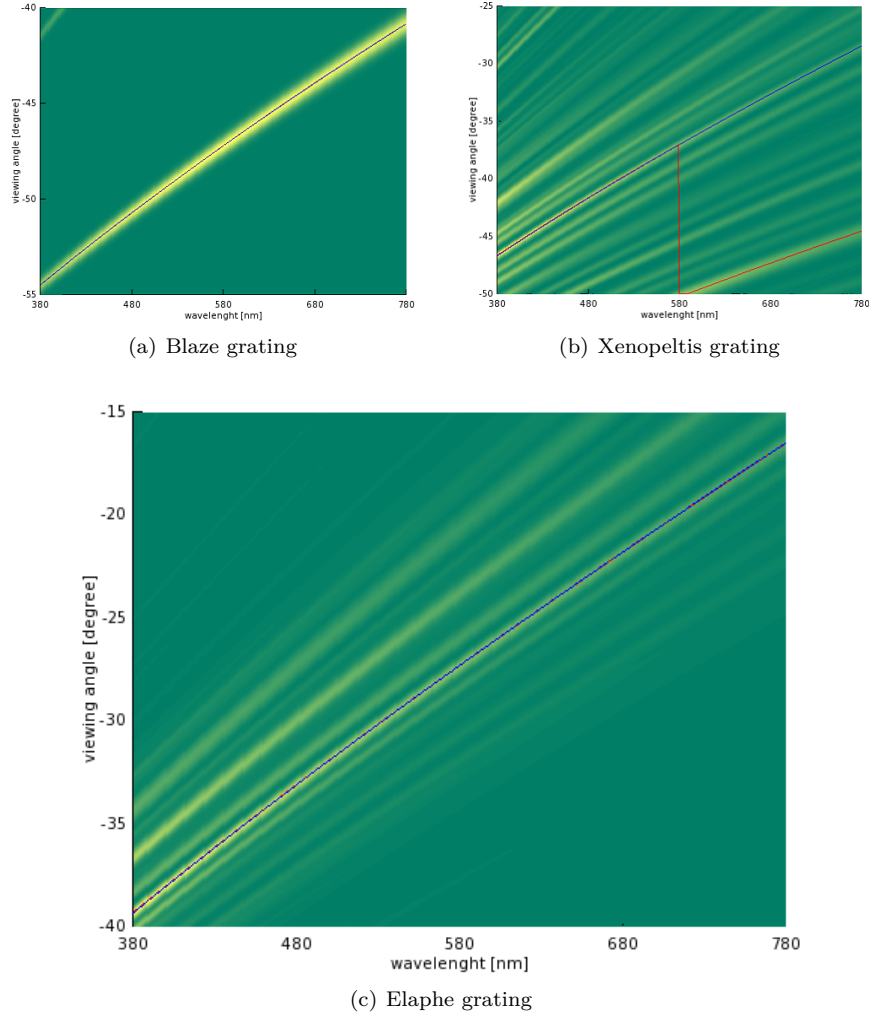 -40
-45
-50
-55
viewing angle [degree]
380 480 580 680 780
wavelenght [nm]
(a) Blaze grating
-25
-30
-35
-40
-45
-50
viewing angle [degree]
380 480 580 680 780
wavelenght [nm]
(b) Xenopeltis grating
-15
-20
-25
-30
-35
-40
viewing angle [degree]
380 480 580 680 780
wavelenght [nm]
(c) Elaphe grating